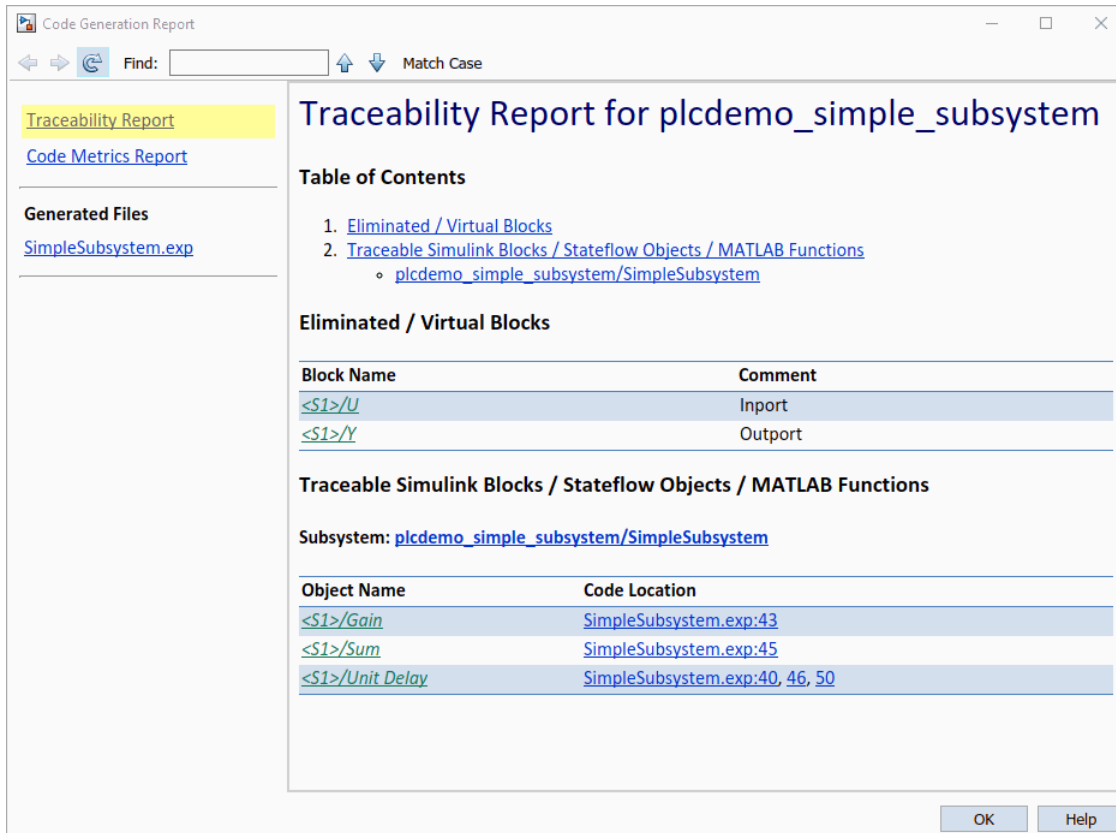 Code Generation Report
Find: Match Case
Traceability Report
Code Metrics Report
Generated Files
SimpleSubsystem.exp
Traceability Report for plcdemo_simple_subsystem
Table of Contents
1. Eliminated / Virtual Blocks
2. Traceable Simulink Blocks / Stateflow Objects / MATLAB Functions
plcdemo_simple_subsystem/SimpleSubsystem
Eliminated / Virtual Blocks
Block Name Comment
<S1>/U Inport
<S1>/Y Outport
Traceable Simulink Blocks / Stateflow Objects / MATLAB Functions
Subsystem: plcdemo_simple_subsystem/SimpleSubsystem
Object Name Code Location
<S1>/Gain SimpleSubsystem.exp:43
<S1>/Sum SimpleSubsystem.exp:45
<S1>/Unit Delay SimpleSubsystem.exp:40, 46, 50
OK Help